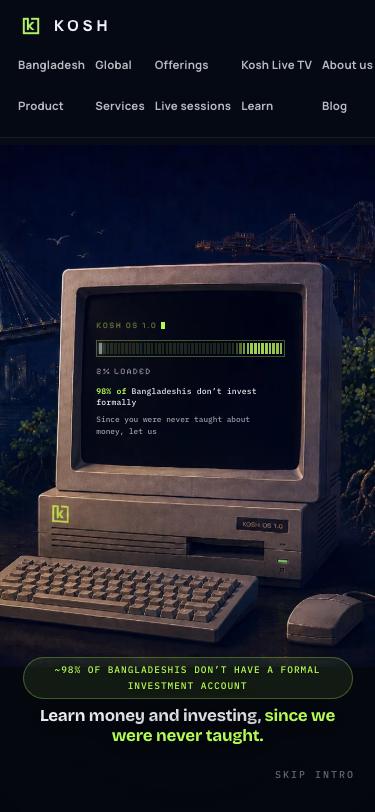 KOSH
Bangladesh Global Offerings Kosh Live TV About us
Product Services Live sessions Learn Blog
KOSH OS 1.0
2% LOADED
98% of Bangladeshis don't invest
formally
Since you were never taught about
money, let us
KOSH OS 1.0
~98% OF BANGLADESHIS DON'T HAVE A FORMAL
INVESTMENT ACCOUNT
Learn money and investing, since we
were never taught.
SKIP INTRO